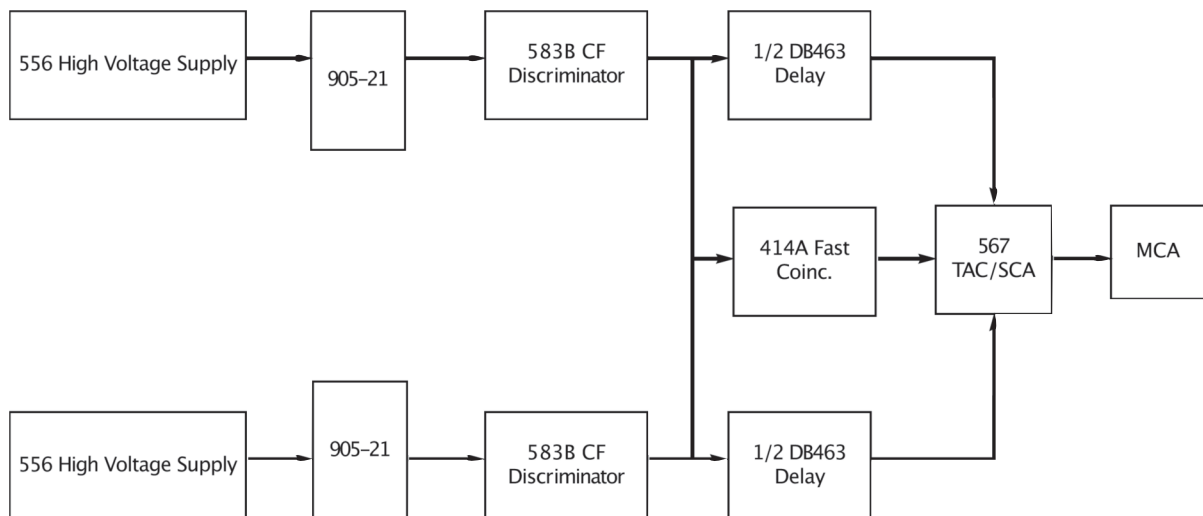 556 High Voltage Supply
905–21
583B CF
Discriminator
1/2 DB463
Delay
414A Fast
Coinc.
567
TAC/SCA
MCA
556 High Voltage Supply
905–21
583B CF
Discriminator
1/2 DB463
Delay